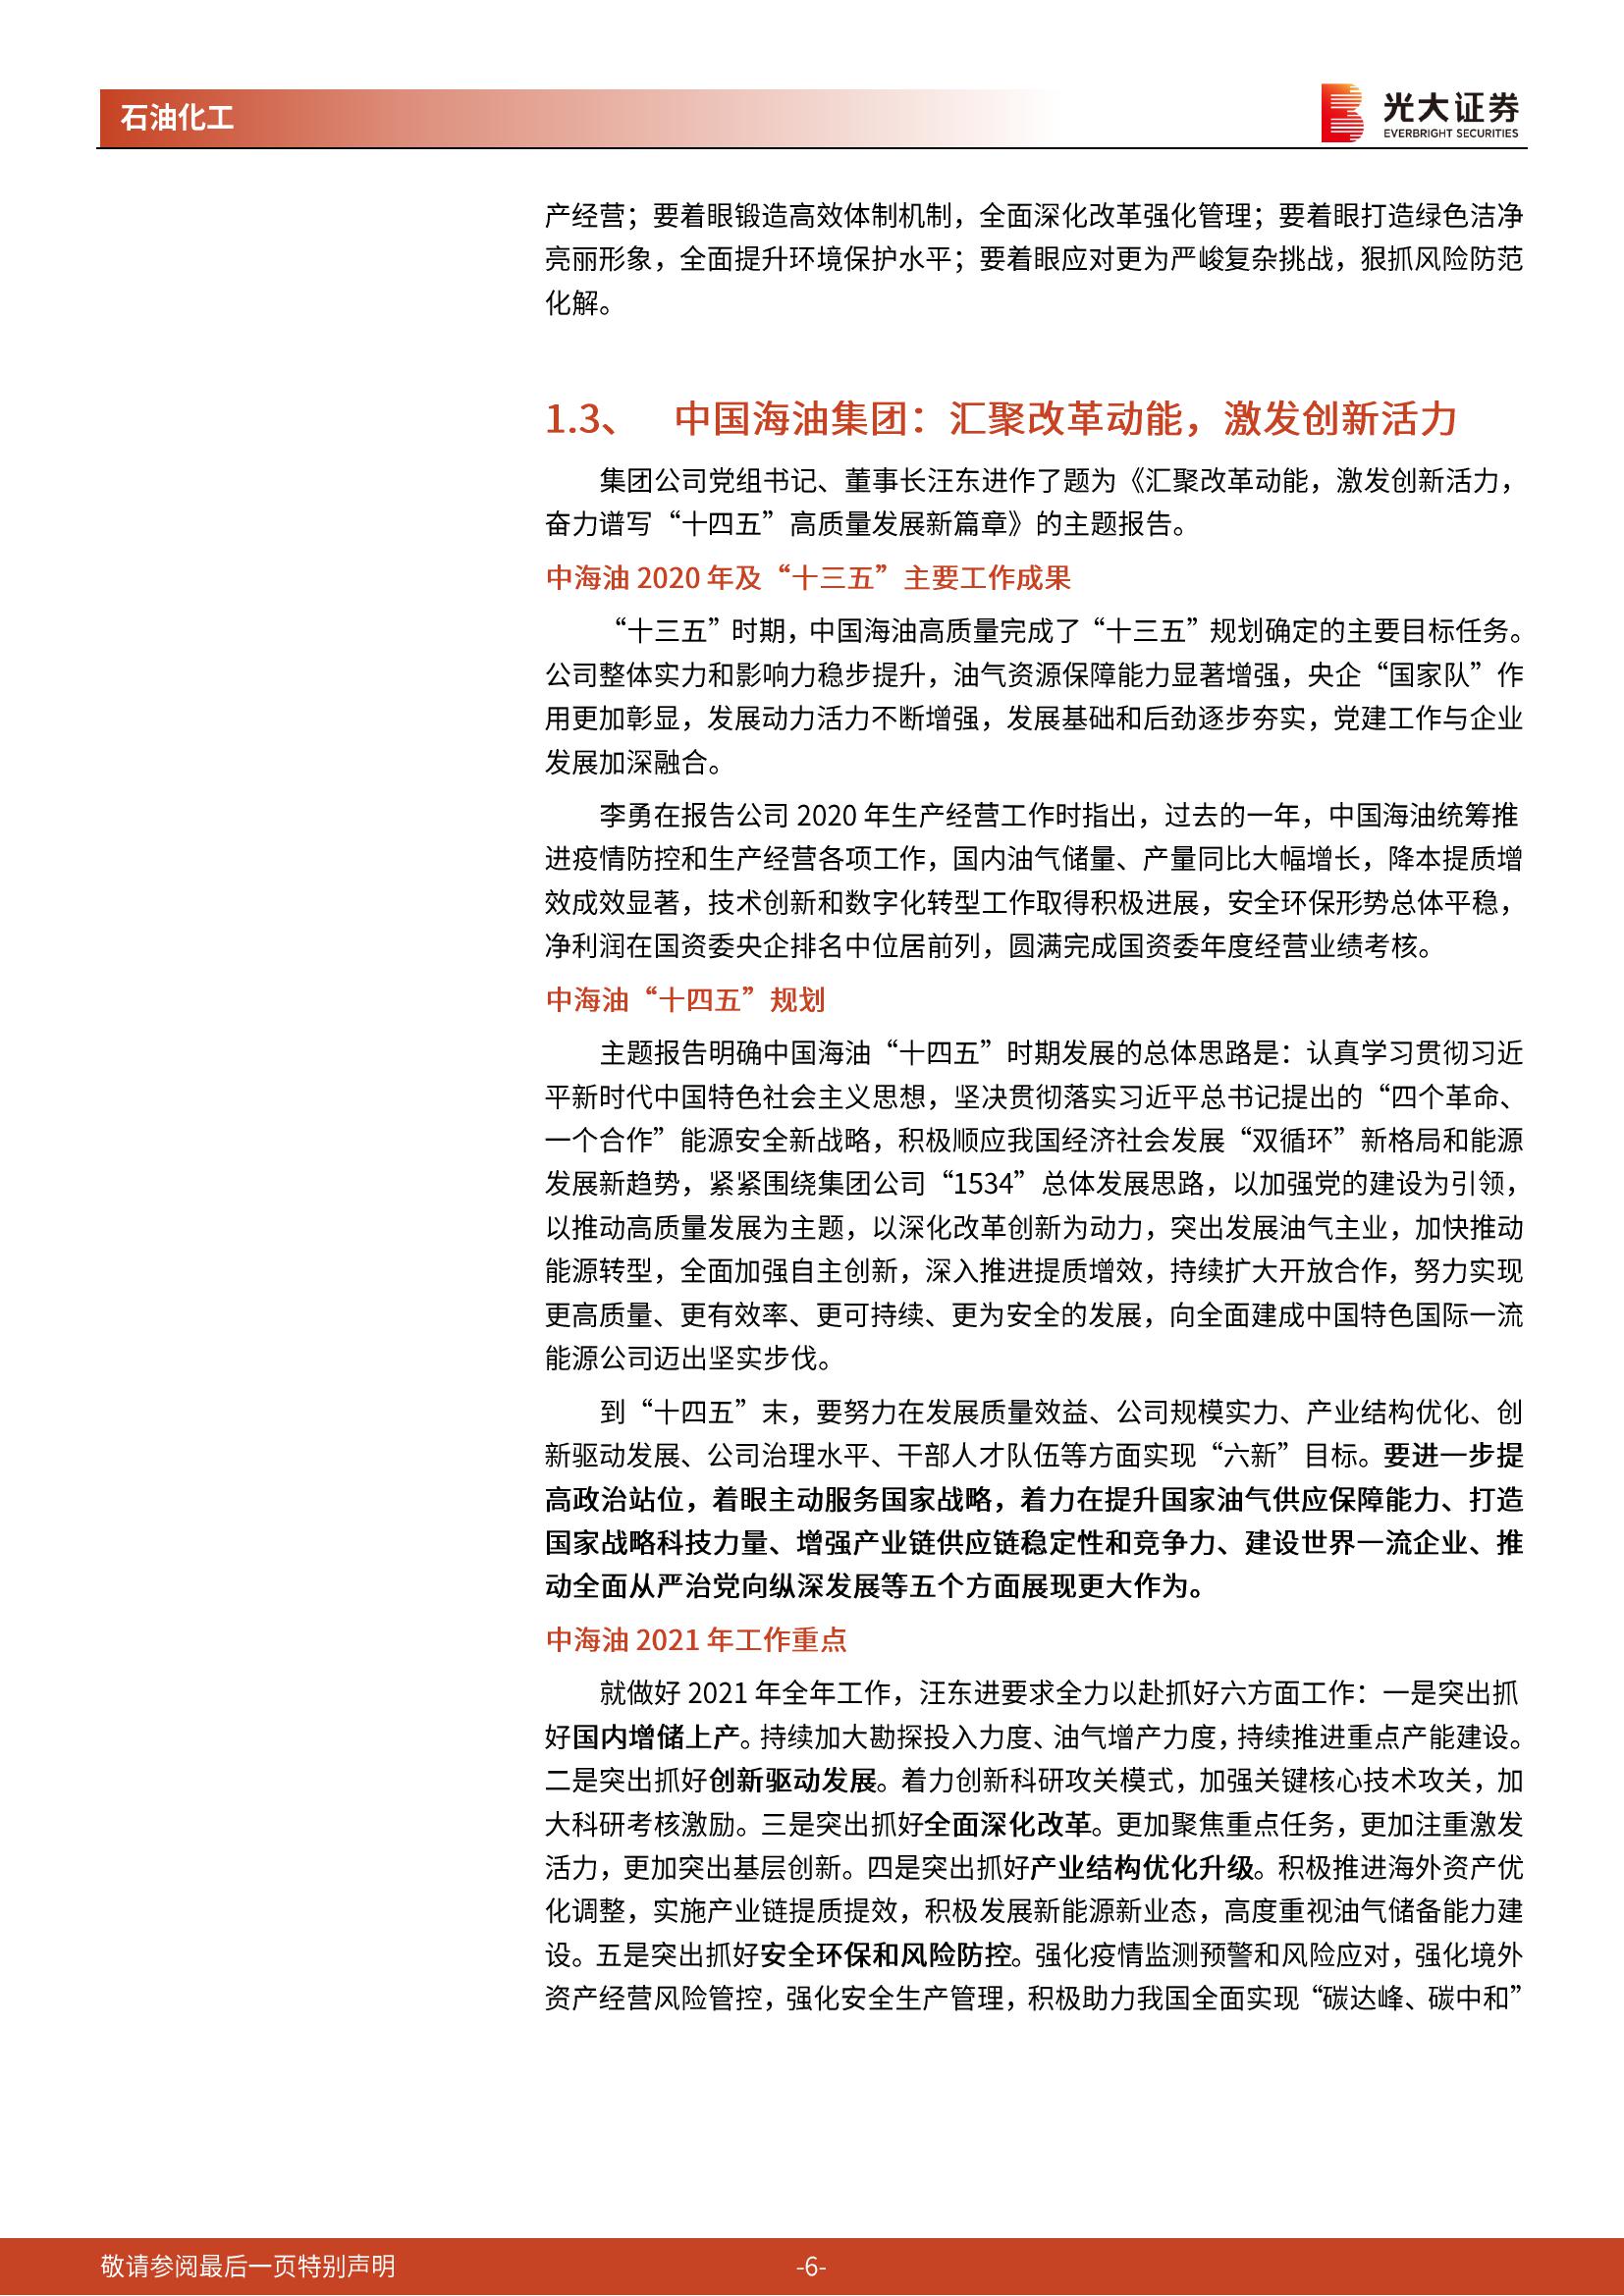 石油化工
光大证券
EVERBRIGHT SECURITIES
产经营；要着眼锻造高效体制机制，全面深化改革强化管理；要着眼打造绿色洁净
亮丽形象，全面提升环境保护水平；要着眼应对更为严峻复杂挑战，狠抓风险防范
化解。
1.3、 中国海油集团：汇聚改革动能，激发创新活力
集团公司党组书记、董事长汪东进作了题为《汇聚改革动能，激发创新活力，
奋力谱写“十四五”高质量发展新篇章》的主题报告。
中海油 2020 年及“十三五”主要工作成果
“十三五”时期，中国海油高质量完成了“十三五”规划确定的主要目标任务。
公司整体实力和影响力稳步提升，油气资源保障能力显著增强，央企“国家队”作
用更加彰显，发展动力活力不断增强，发展基础和后劲逐步夯实，党建工作与企业
发展加深融合。
李勇在报告公司 2020 年生产经营工作时指出，过去的一年，中国海油统筹推
进疫情防控和生产经营各项工作，国内油气储量、产量同比大幅增长，降本提质增
效成效显著，技术创新和数字化转型工作取得积极进展，安全环保形势总体平稳，
净利润在国资委央企排名中位居前列，圆满完成国资委年度经营业绩考核。
中海油“十四五”规划
主题报告明确中国海油“十四五”时期发展的总体思路是：认真学习贯彻习近
平新时代中国特色社会主义思想，坚决贯彻落实习近平总书记提出的“四个革命、
一个合作”能源安全新战略，积极顺应我国经济社会发展“双循环”新格局和能源
发展新趋势，紧紧围绕集团公司“1534”总体发展思路，以加强党的建设为引领，
以推动高质量发展为主题，以深化改革创新为动力，突出发展油气主业，加快推动
能源转型，全面加强自主创新，深入推进提质增效，持续扩大开放合作，努力实现
更高质量、更有效率、更可持续、更为安全的发展，向全面建成中国特色国际一流
能源公司迈出坚实步伐。
到“十四五”末，要努力在发展质量效益、公司规模实力、产业结构优化、创
新驱动发展、公司治理水平、干部人才队伍等方面实现“六新”目标。要进一步提
高政治站位，着眼主动服务国家战略，着力在提升国家油气供应保障能力、打造
国家战略科技力量、增强产业链供应链稳定性和竞争力、建设世界一流企业、推
动全面从严治党向纵深发展等五个方面展现更大作为。
中海油 2021 年工作重点
就做好 2021 年全年工作，汪东进要求全力以赴抓好六方面工作：一是突出抓
好国内增储上产。持续加大勘探投入力度、油气增产力度，持续推进重点产能建设。
二是突出抓好创新驱动发展。着力创新科研攻关模式，加强关键核心技术攻关，加
大科研考核激励。三是突出抓好全面深化改革。更加聚焦重点任务，更加注重激发
活力，更加突出基层创新。四是突出抓好产业结构优化升级。积极推进海外资产优
化调整，实施产业链提质提效，积极发展新能源新业态，高度重视油气储备能力建
设。五是突出抓好安全环保和风险防控。强化疫情监测预警和风险应对，强化境外
资产经营风险管控，强化安全生产管理，积极助力我国全面实现“碳达峰、碳中和”
敬请参阅最后一页特别声明
-6-